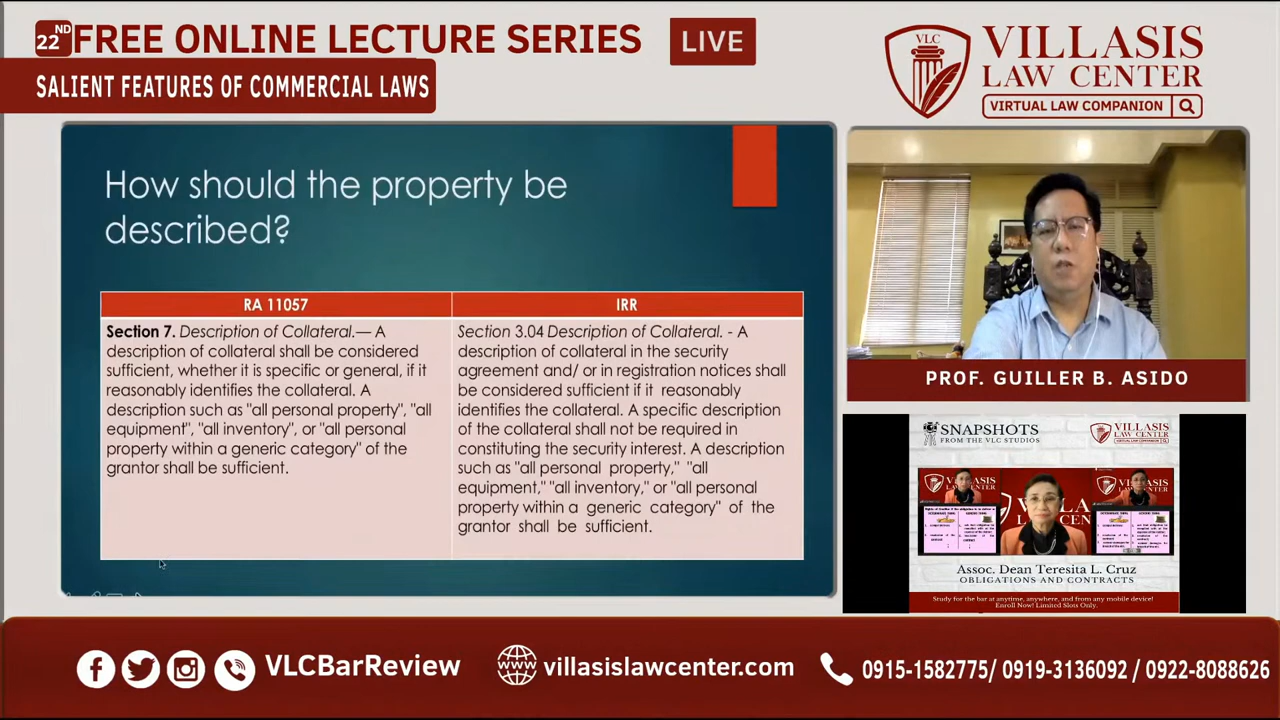 22ND FREE ONLINE LECTURE SERIES
LIVE
SALIENT FEATURES OF COMMERCIAL LAWS
VLC
VILLASIS
LAW CENTER
VIRTUAL LAW COMPANION
How should the property be
described?
RA 11057
Section 7. Description of Collateral.— A
description of collateral shall be considered
sufficient, whether it is specific or general, if it
reasonably identifies the collateral. A
description such as "all personal property", "all
equipment", "all inventory", or "all personal
property within a generic category" of the
grantor shall be sufficient.
IRR
Section 3.04 Description of Collateral. - A
description of collateral in the security
agreement and/ or in registration notices shall
be considered sufficient if it reasonably
identifies the collateral. A specific description
of the collateral shall not be required in
constituting the security interest. A description
such as "all personal property," "all
equipment," "all inventory," or "all personal
property within a generic category" of the
grantor shall be sufficient.
PROF. GUILLER B. ASIDO
SNAPSHOTS
FROM THE VLC STUDIOS
VILLASIS
LAW CENTER
Assoc. Dean Teresita L. Cruz
OBLIGATIONS AND CONTRACTS
Study for the bar at anytime, anywhere, and from any mobile device!
Enroll Now! Limited Slots Only.
VLCBarReview
www
villasislawcenter.com
0915-1582775/ 0919-3136092 / 0922-8088626